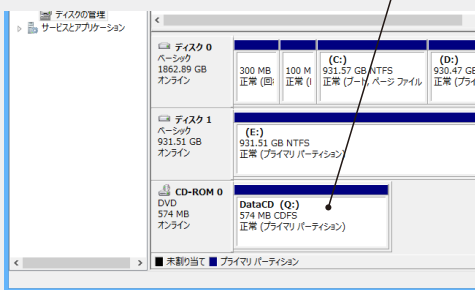 ディスクの管理
サービスとアプリケーション
ディスク 0
ベーシック
1862.89 GB
オンライン
300 MB
正常 (回
100 M
正常 (I
(C:)
931.57 GB NTFS
正常 (ブート, ページ ファイル
(D:)
930.47 GB
正常 (プライ
ディスク 1
ベーシック
931.51 GB
オンライン
(E:)
931.51 GB NTFS
正常 (プライマリ パーティション)
CD-ROM 0
DVD
574 MB
オンライン
DataCD (Q:)
574 MB CDFS
正常 (プライマリ パーティション)
未割り当て プライマリ パーティション